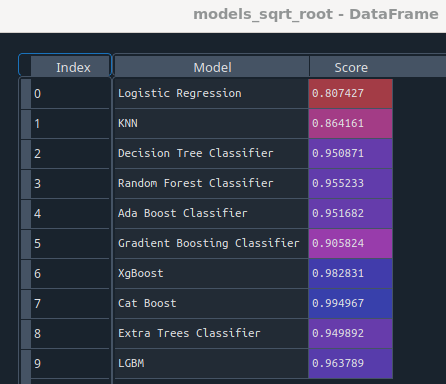 models_sqrt_root - DataFrame
Index Model Score
0 Logistic Regression 0.807427
1 KNN 0.864161
2 Decision Tree Classifier 0.950871
3 Random Forest Classifier 0.955233
4 Ada Boost Classifier 0.951682
5 Gradient Boosting Classifier 0.905824
6 XgBoost 0.982831
7 Cat Boost 0.994967
8 Extra Trees Classifier 0.949892
9 LGBM 0.963789